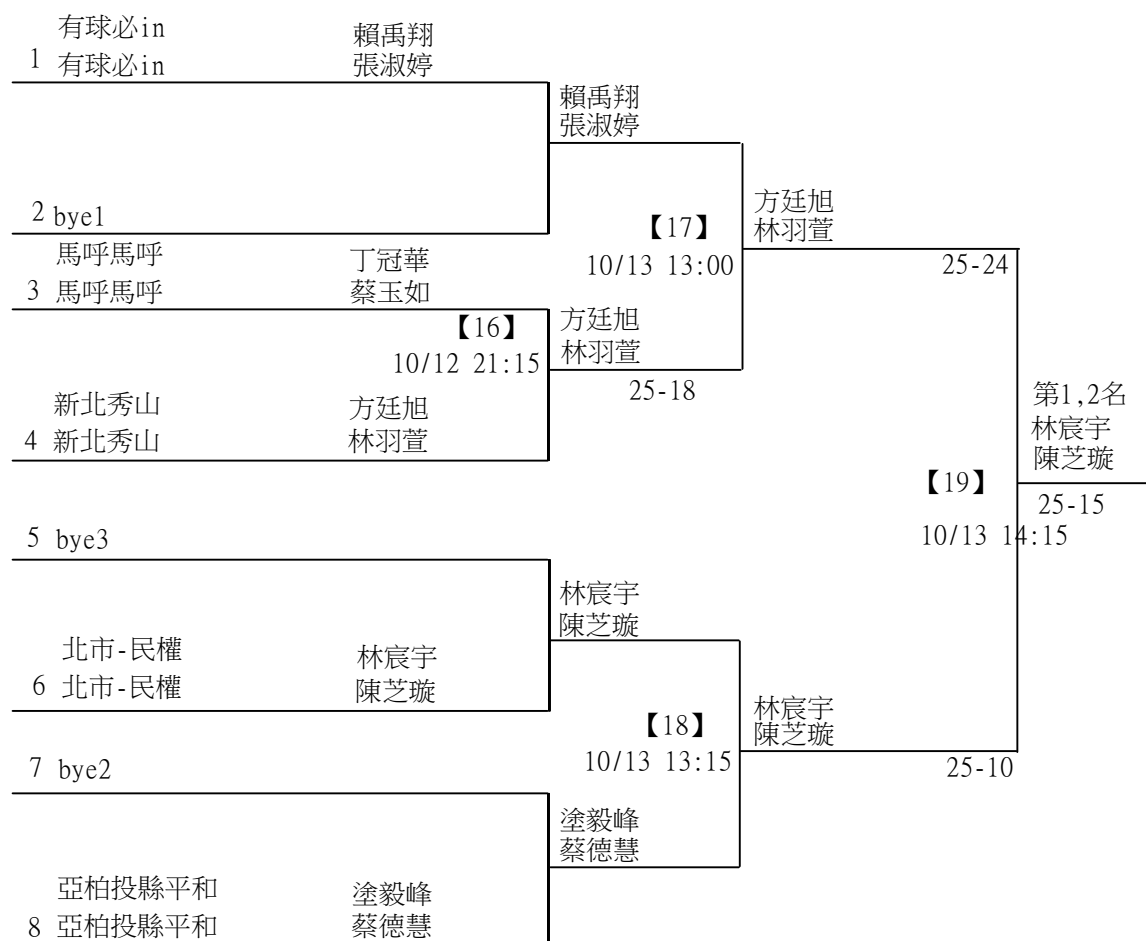 有球必in 賴禹翔
1 有球必in 張淑婷
賴禹翔
張淑婷
2 bye1
方廷旭
林羽萱
【17】
10/13 13:00
25-24
馬呼馬呼 丁冠華
3 馬呼馬呼 蔡玉如
【16】
10/12 21:15
方廷旭
林羽萱
25-18
新北秀山 方廷旭
4 新北秀山 林羽萱
第1,2名
林宸宇
陳芝璇
【19】
25-15
10/13 14:15
5 bye3
林宸宇
陳芝璇
北市-民權 林宸宇
6 北市-民權 陳芝璇
林宸宇
陳芝璇
【18】
10/13 13:15
25-10
7 bye2
塗毅峰
蔡德慧
亞柏投縣平和 塗毅峰
8 亞柏投縣平和 蔡德慧